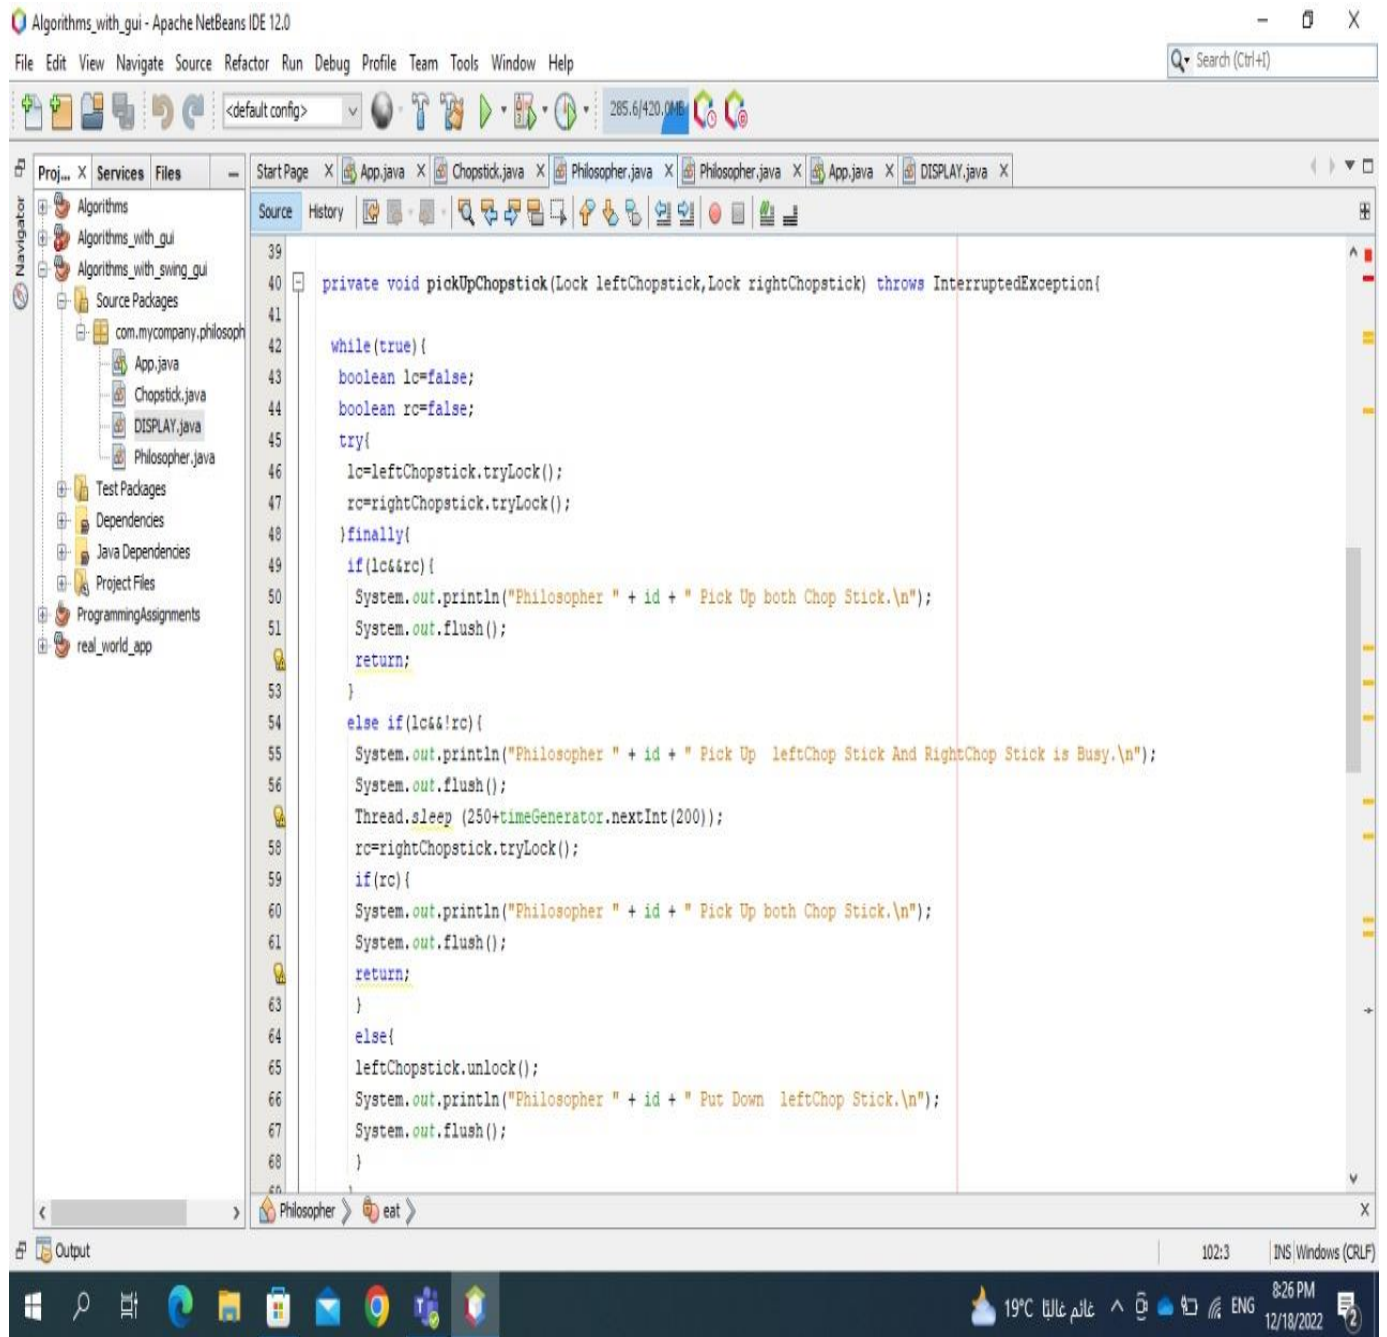 Algorithms_with_gui - Apache NetBeans IDE 12.0
File Edit View Navigate Source Refactor Run Debug Profile Team Tools Window Help
Search (Ctrl+I)
<default config>
285.6/420.0MB
Proj... Services Files
Start Page App.java Chopstick.java Philosopher.java Philosopher.java App.java DISPLAY.java
Navigator
Algorithms
Algorithms_with_gui
Algorithms_with_swing_gui
Source Packages
com.mycompany.philosoph
App.java
Chopstick.java
DISPLAY.java
Philosopher.java
Test Packages
Dependencies
Java Dependencies
Project Files
ProgrammingAssignments
real_world_app
Source History
39
40 private void pickUpChopstick(Lock leftChopstick,Lock rightChopstick) throws InterruptedException{
41
42 while(true){
43 boolean lc=false;
44 boolean rc=false;
45 try{
46 lc=leftChopstick.tryLock();
47 rc=rightChopstick.tryLock();
48 }finally{
49 if(lc&&rc){
50 System.out.println("Philosopher " + id + " Pick Up both Chop Stick.\n");
51 System.out.flush();
return;
53 }
54 else if(lc&&!rc){
55 System.out.println("Philosopher " + id + " Pick Up  leftChop Stick And RightChop Stick is Busy.\n");
56 System.out.flush();
Thread.sleep (250+timeGenerator.nextInt(200));
58 rc=rightChopstick.tryLock();
59 if(rc){
60 System.out.println("Philosopher " + id + " Pick Up both Chop Stick.\n");
61 System.out.flush();
return;
63 }
64 else{
65 leftChopstick.unlock();
66 System.out.println("Philosopher " + id + " Put Down  leftChop Stick.\n");
67 System.out.flush();
68 }
Philosopher eat
Output
102:3 INS Windows (CRLF)
19°C غائم غالبًا ENG 8:26 PM
12/18/2022
2